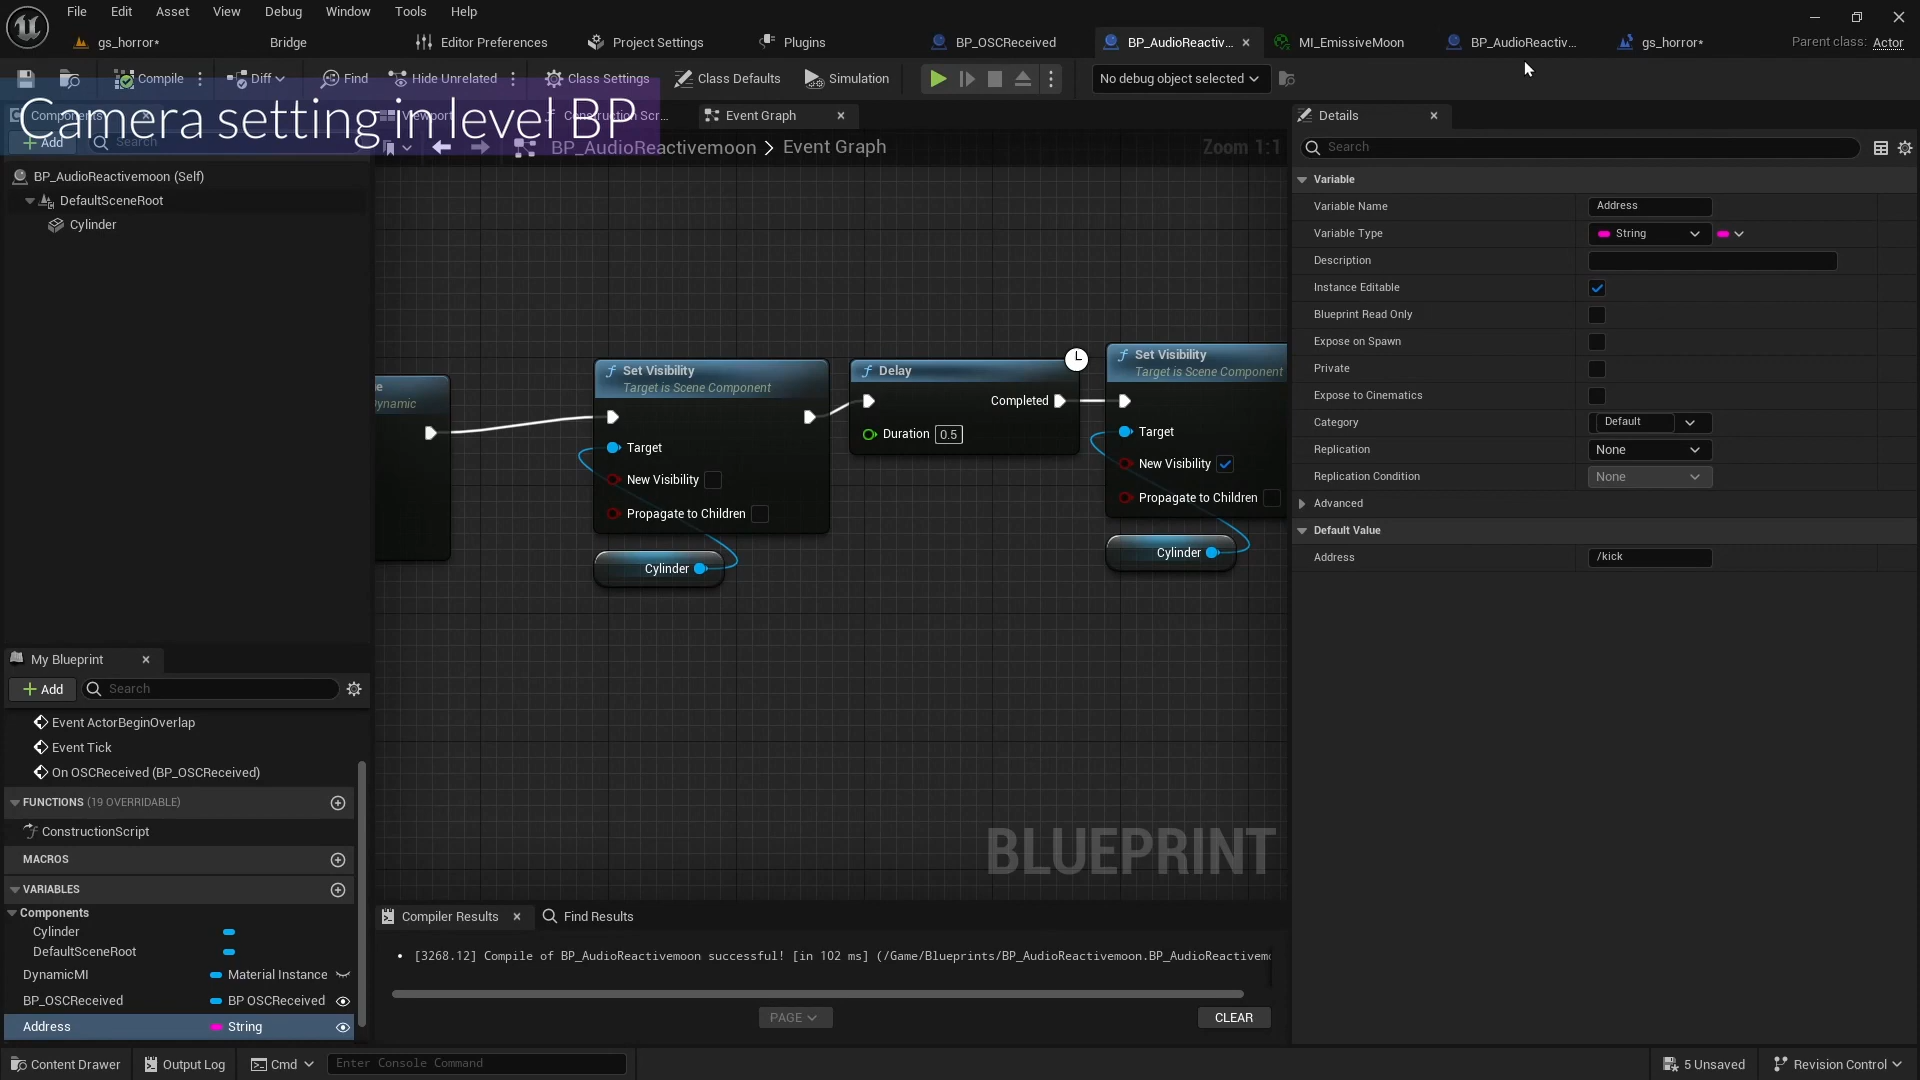 File Edit Asset View Debug Window Tools Help
gs_horror* Bridge Editor Preferences Project Settings Plugins BP_OSCReceived BP_AudioReactiv... MI_EmissiveMoon BP_AudioReactiv... gs_horror* Parent class: Actor
Compile Diff Find Hide Unrelated Class Settings Class Defaults Simulation No debug object selected
Camera setting in level BP
Components Viewport Construction Scr... Event Graph
Add Search
BP_AudioReactivemoon > Event Graph Zoom 1:1
BP_AudioReactivemoon (Self)
DefaultSceneRoot
Cylinder
e
Dynamic
Set Visibility
Target is Scene Component
Target
New Visibility
Propagate to Children
Cylinder
Delay
Completed
Duration 0.5
Set Visibility
Target is Scene Component
Target
New Visibility
Propagate to Children
Cylinder
BLUEPRINT
My Blueprint
Add Search
Event ActorBeginOverlap
Event Tick
On OSCReceived (BP_OSCReceived)
FUNCTIONS (19 OVERRIDABLE)
ConstructionScript
MACROS
VARIABLES
Components
Cylinder
DefaultSceneRoot
DynamicMI Material Instance
BP_OSCReceived BP OSCReceived
Address String
Compiler Results Find Results
[3268.12] Compile of BP_AudioReactivemoon successful! [in 102 ms] (/Game/Blueprints/BP_AudioReactivemoon.BP_AudioReactivemo
PAGE CLEAR
Details
Search
Variable
Variable Name Address
Variable Type String
Description
Instance Editable
Blueprint Read Only
Expose on Spawn
Private
Expose to Cinematics
Category Default
Replication None
Replication Condition None
Advanced
Default Value
Address /kick
Content Drawer Output Log Cmd Enter Console Command 5 Unsaved Revision Control